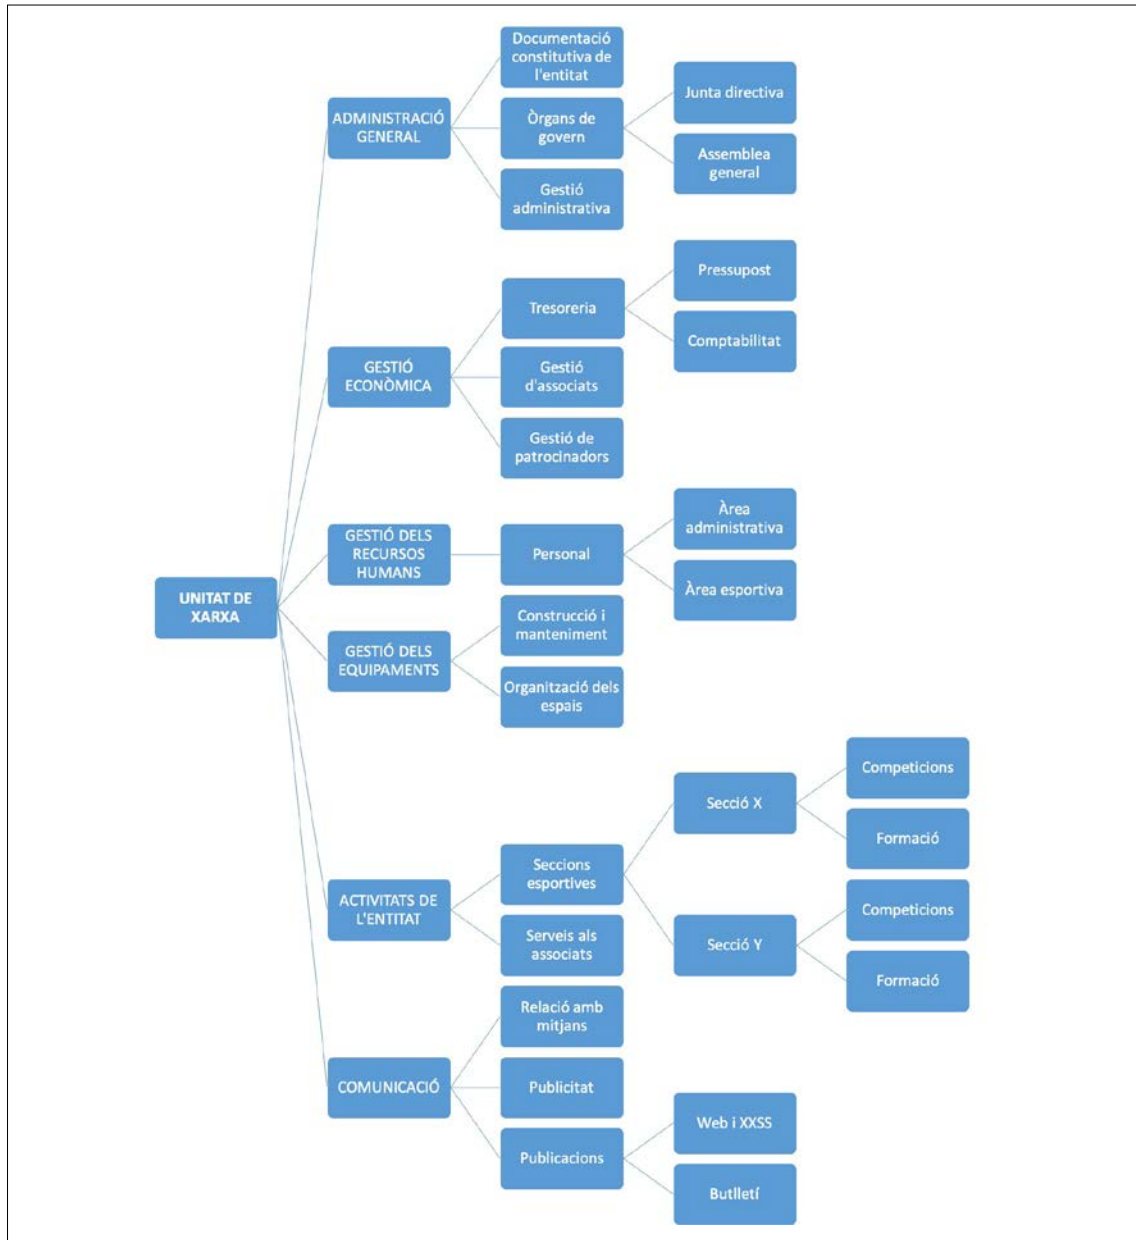 UNITAT DE
XARXA
ADMINISTRACIÓ
GENERAL
Documentació
constitutiva de
l'entitat
Òrgans de
govern
Junta directiva
Assemblea
general
Gestió
administrativa
GESTIÓ
ECONÒMICA
Tresoreria
Pressupost
Comptabilitat
Gestió
d'associats
Gestió de
patrocinadors
GESTIÓ DELS
RECURSOS
HUMANS
Personal
Àrea
administrativa
Àrea esportiva
GESTIÓ DELS
EQUIPAMENTS
Construcció i
manteniment
Organització dels
espais
ACTIVITATS DE
L'ENTITAT
Seccions
esportives
Secció X
Competicions
Formació
Secció Y
Competicions
Formació
Serveis als
associats
COMUNICACIÓ
Relació amb
mitjans
Publicitat
Publicacions
Web i XXSS
Butlletí